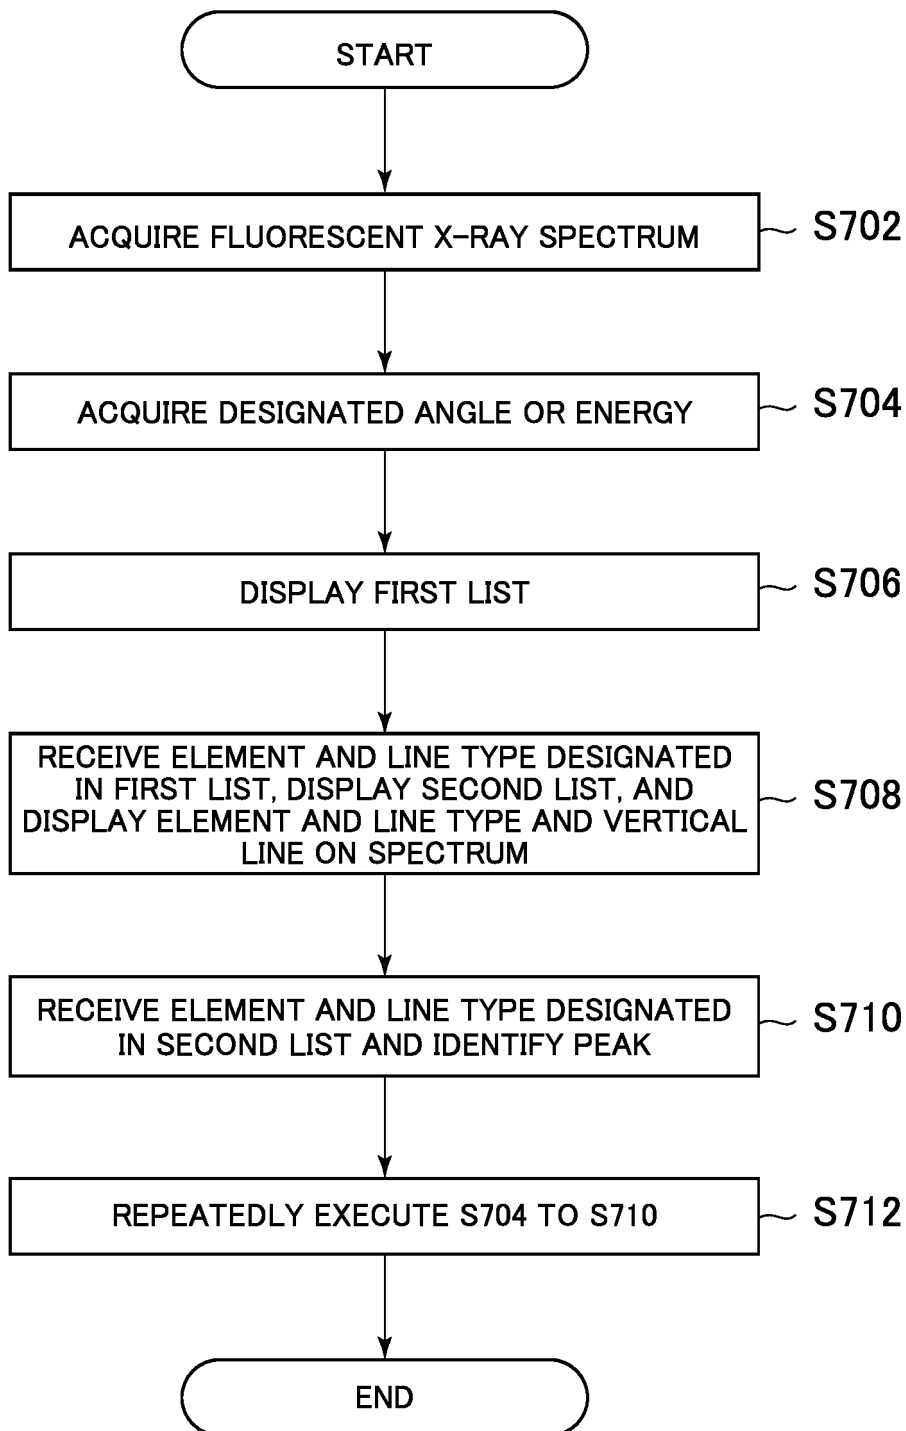 START
ACQUIRE FLUORESCENT X-RAY SPECTRUM
S702
ACQUIRE DESIGNATED ANGLE OR ENERGY
S704
DISPLAY FIRST LIST
S706
RECEIVE ELEMENT AND LINE TYPE DESIGNATED
IN FIRST LIST, DISPLAY SECOND LIST, AND
DISPLAY ELEMENT AND LINE TYPE AND VERTICAL
LINE ON SPECTRUM
S708
RECEIVE ELEMENT AND LINE TYPE DESIGNATED
IN SECOND LIST AND IDENTIFY PEAK
S710
REPEATEDLY EXECUTE S704 TO S710
S712
END